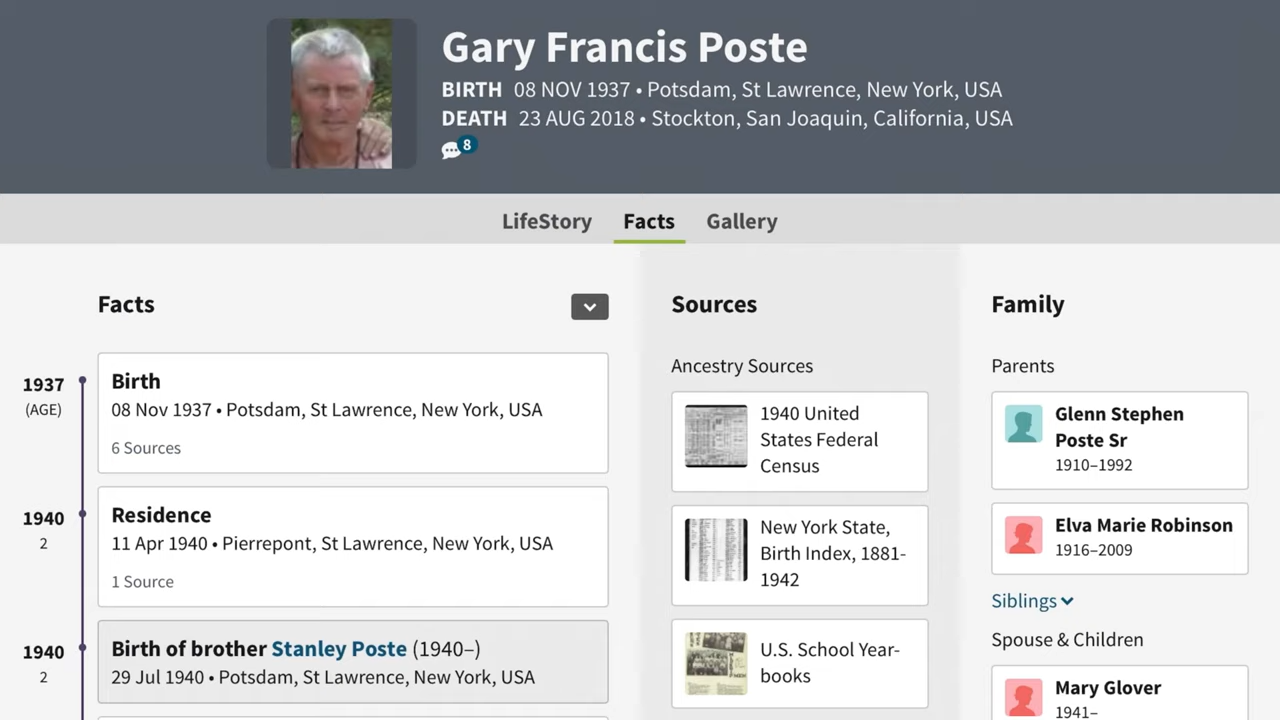 Gary Francis Poste
BIRTH 08 NOV 1937 • Potsdam, St Lawrence, New York, USA
DEATH 23 AUG 2018 • Stockton, San Joaquin, California, USA
8
LifeStory Facts Gallery
Facts
1937
(AGE)
Birth
08 Nov 1937 • Potsdam, St Lawrence, New York, USA
6 Sources
1940
2
Residence
11 Apr 1940 • Pierrepont, St Lawrence, New York, USA
1 Source
1940
2
Birth of brother Stanley Poste (1940–)
29 Jul 1940 • Potsdam, St Lawrence, New York, USA
Sources
Ancestry Sources
1940 United
States Federal
Census
New York State,
Birth Index, 1881-
1942
U.S. School Year-
books
Family
Parents
Glenn Stephen
Poste Sr
1910–1992
Elva Marie Robinson
1916–2009
Siblings
Spouse & Children
Mary Glover
1941–